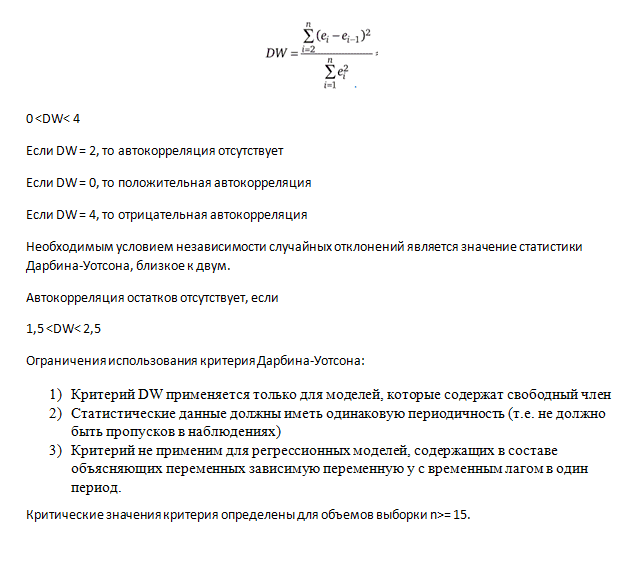 DW = \frac{\sum_{i=2}^{n}(e_i - e_{i-1})^2}{\sum_{i=1}^{n} e_i^2} .
0 <DW< 4
Если DW = 2, то автокорреляция отсутствует
Если DW = 0, то положительная автокорреляция
Если DW = 4, то отрицательная автокорреляция
Необходимым условием независимости случайных отклонений является значение статистики
Дарбина-Уотсона, близкое к двум.
Автокорреляция остатков отсутствует, если
1,5 <DW< 2,5
Ограничения использования критерия Дарбина-Уотсона:
1) Критерий DW применяется только для моделей, которые содержат свободный член
2) Статистические данные должны иметь одинаковую периодичность (т.е. не должно
быть пропусков в наблюдениях)
3) Критерий не применим для регрессионных моделей, содержащих в составе
объясняющих переменных зависимую переменную у с временным лагом в один
период.
Критические значения критерия определены для объемов выборки n>= 15.